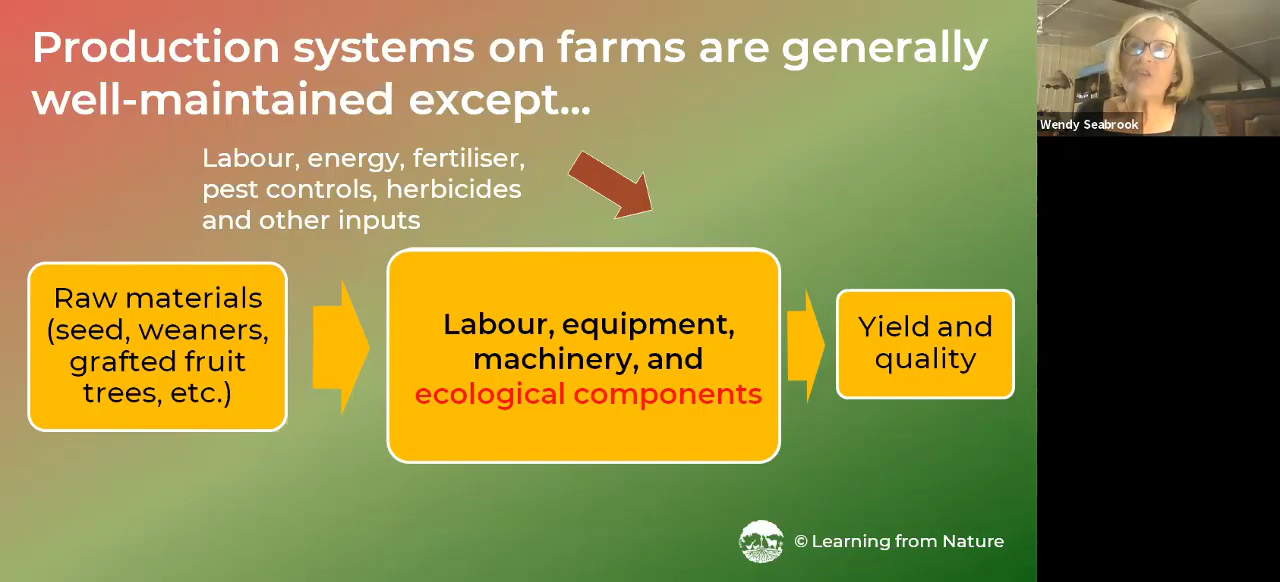 Production systems on farms are generally
well-maintained except...
Labour, energy, fertiliser,
pest controls, herbicides
and other inputs
Raw materials
(seed, weaners,
grafted fruit
trees, etc.)
Labour, equipment,
machinery, and
ecological components
Yield and
quality
© Learning from Nature
Wendy Seabrook